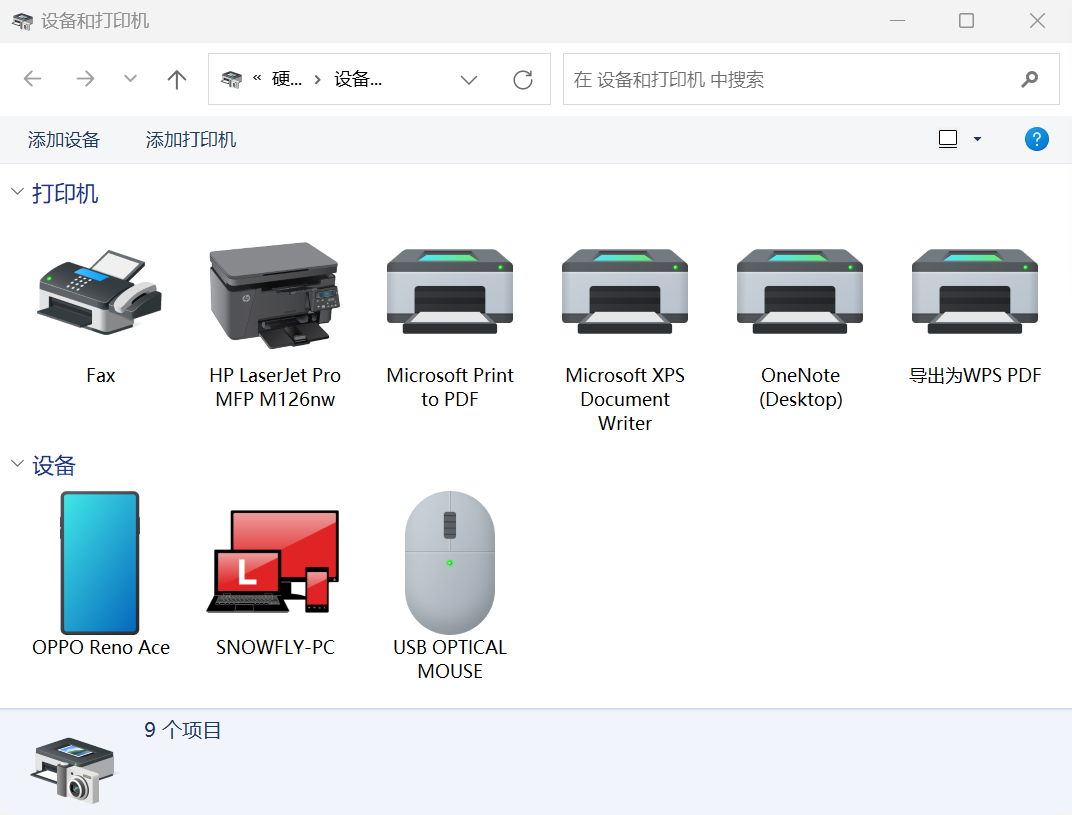 设备和打印机
« 硬... › 设备...
在 设备和打印机 中搜索
添加设备
添加打印机
?
打印机
hp
Fax
HP LaserJet Pro
MFP M126nw
Microsoft Print
to PDF
Microsoft XPS
Document
Writer
OneNote
(Desktop)
导出为WPS PDF
设备
L
OPPO Reno Ace
SNOWFLY-PC
USB OPTICAL
MOUSE
9 个项目